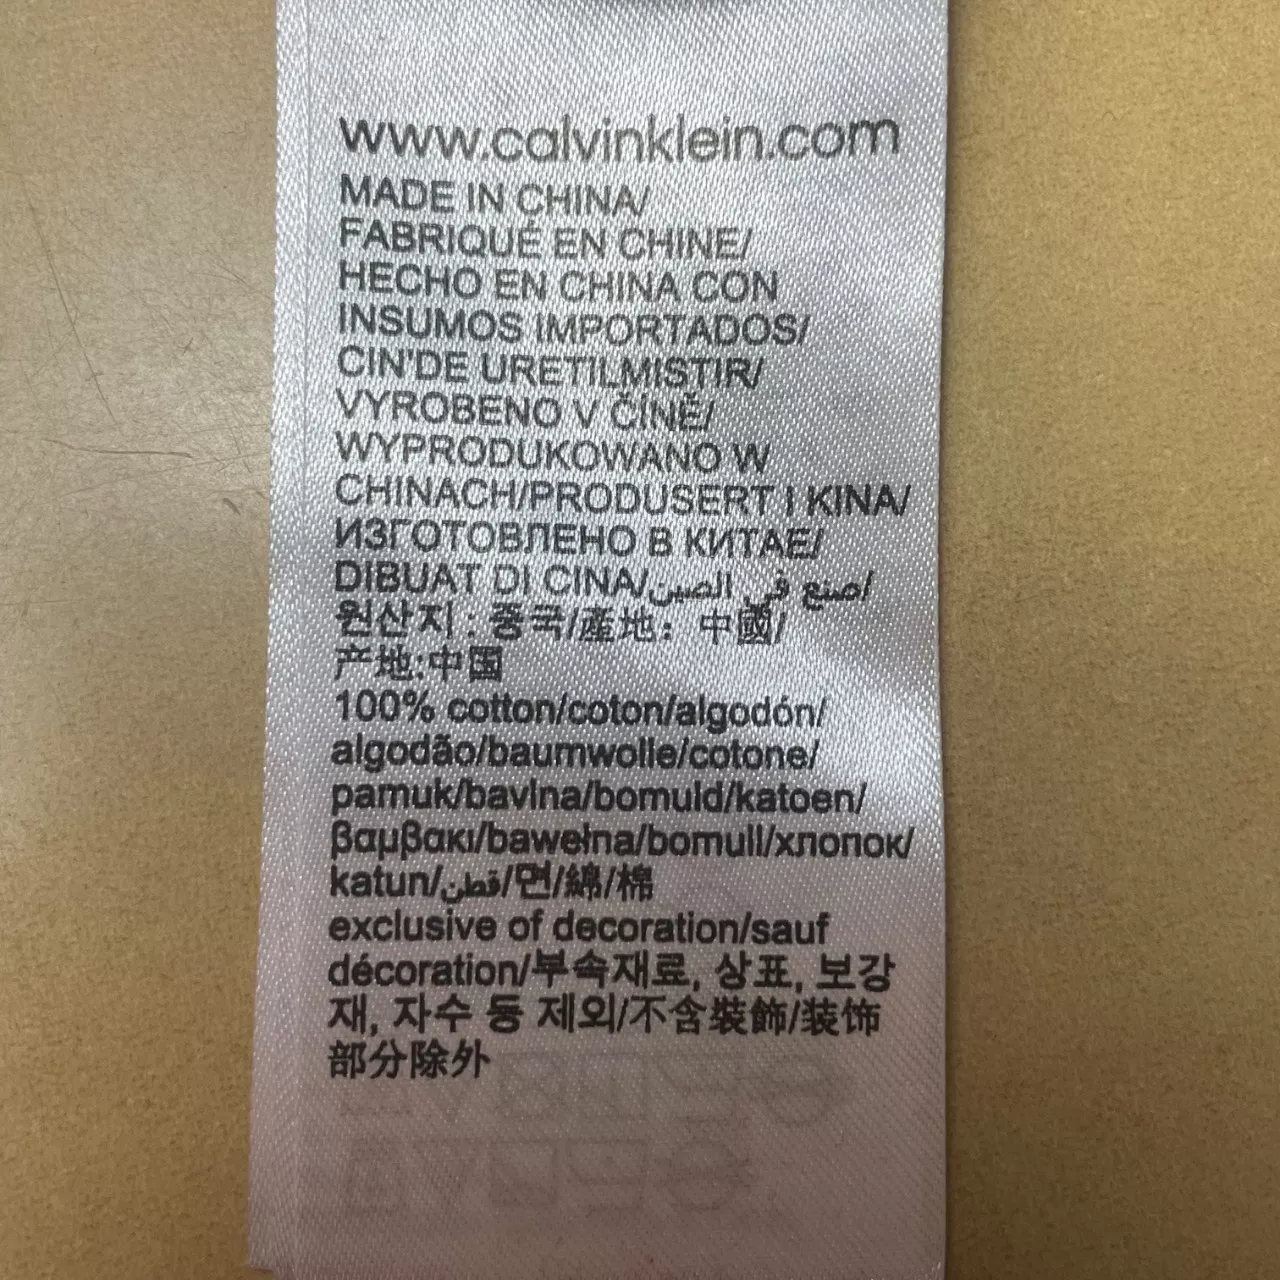 www.calvinklein.com
MADE IN CHINA/
FABRIQUÉ EN CHINE/
HECHO EN CHINA CON
INSUMOS IMPORTADOS/
CIN'DE URETILMISTIR/
VYROBENO V ČÍNĚ/
WYPRODUKOWANO W
CHINACH/PRODUSERT I KINA/
ИЗГОТОВЛЕНО В КИТАЕ/
DIBUAT DI CINA/صنع في الصين/
원산지 : 중국/產地：中國/
产地:中国
100% cotton/coton/algodón/
algodão/baumwolle/cotone/
pamuk/bavlna/bomuld/katoen/
βαμβακι/bawełna/bomull/хлопок/
katun/قطن/면/綿/棉
exclusive of decoration/sauf
décoration/부속재료, 상표, 보강
재, 자수 등 제외/不含裝飾/装饰
部分除外